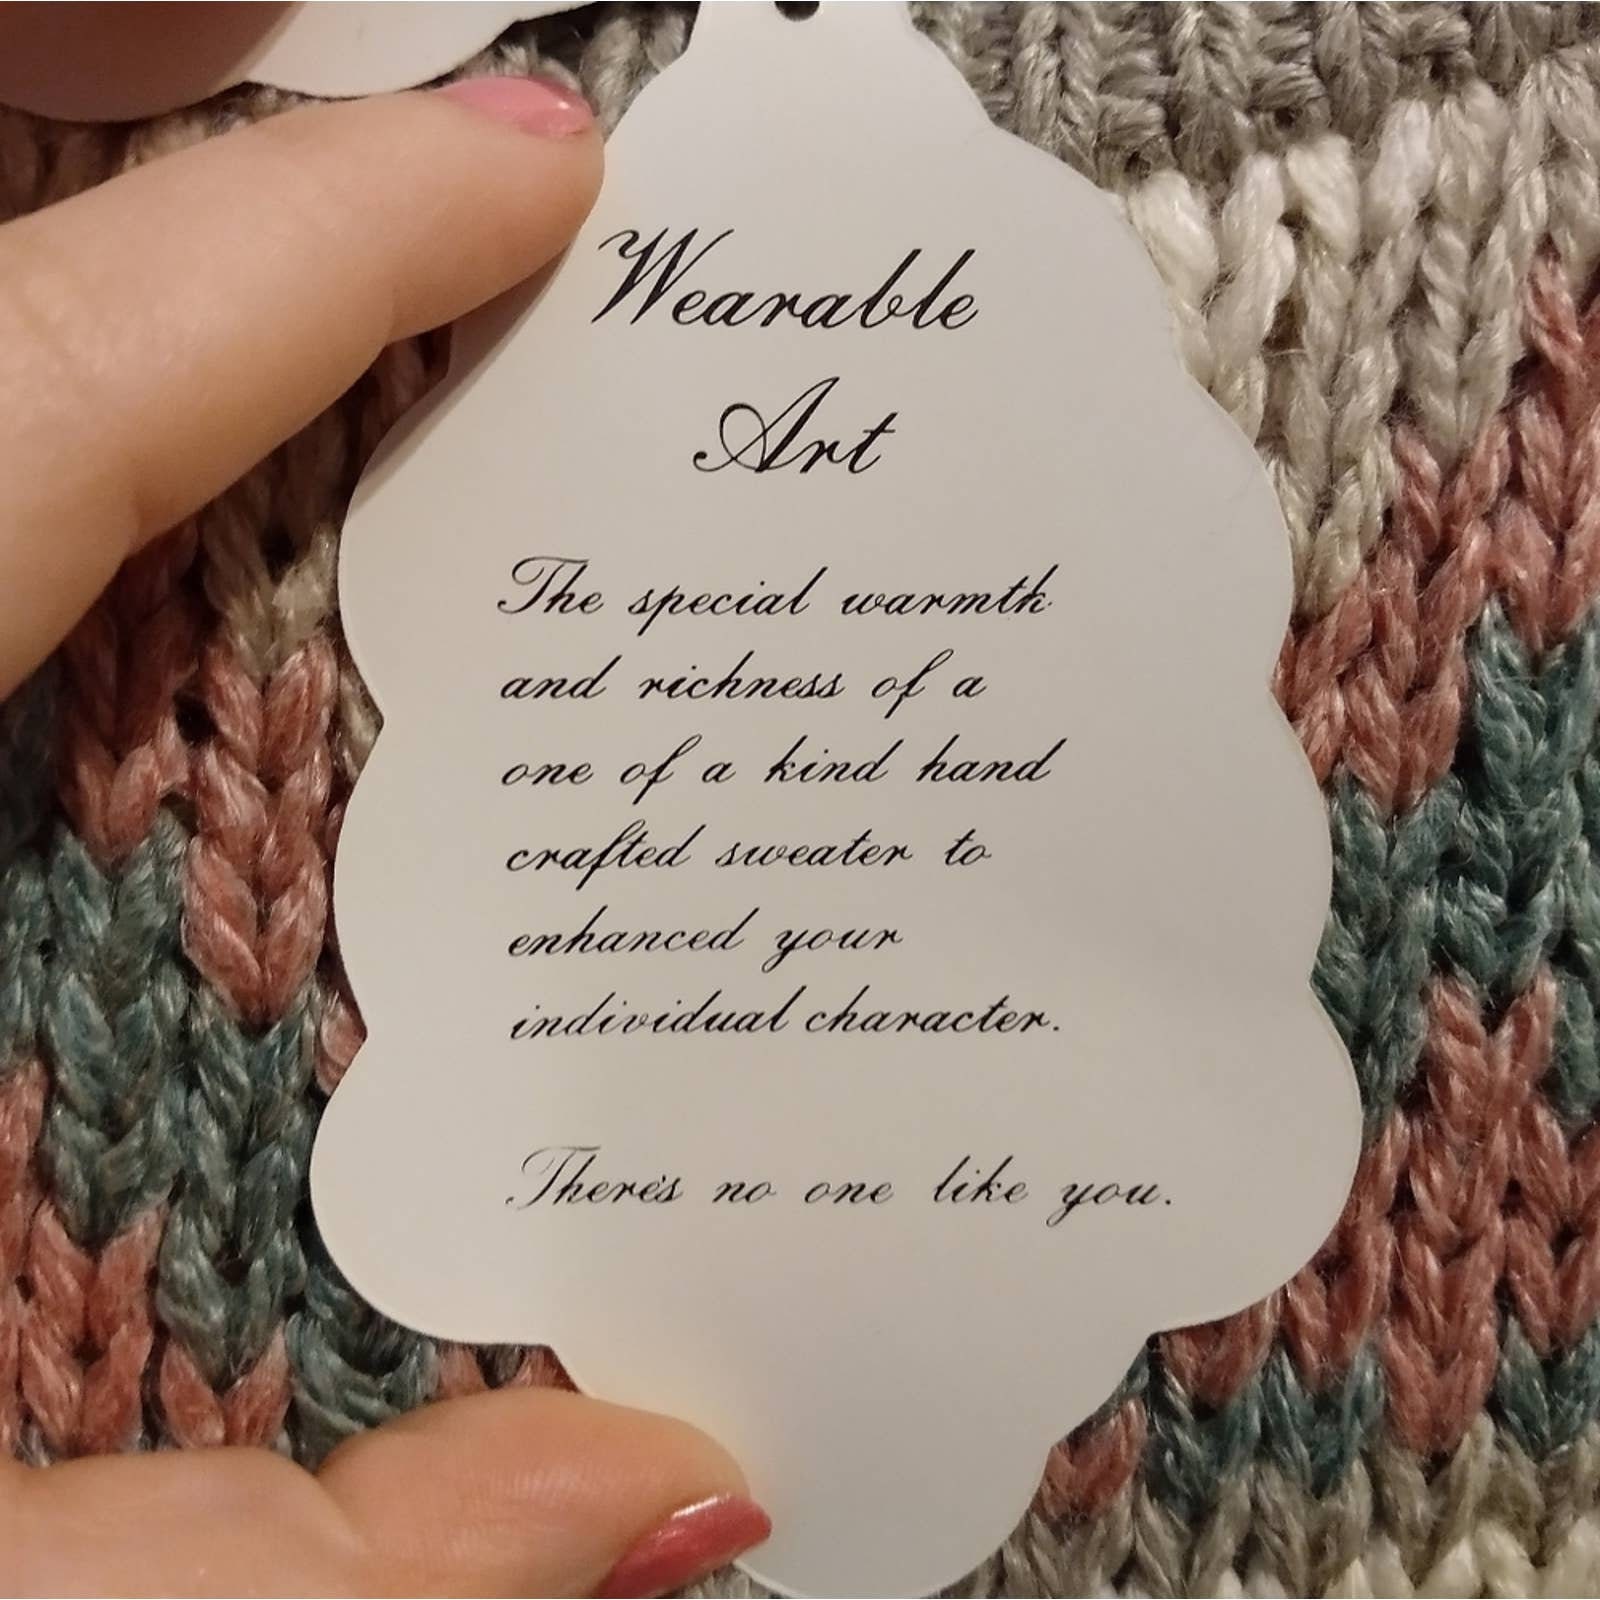 Wearable
Art
The special warmth
and richness of a
one of a kind hand
crafted sweater to
enhanced your
individual character.
There's no one like you.